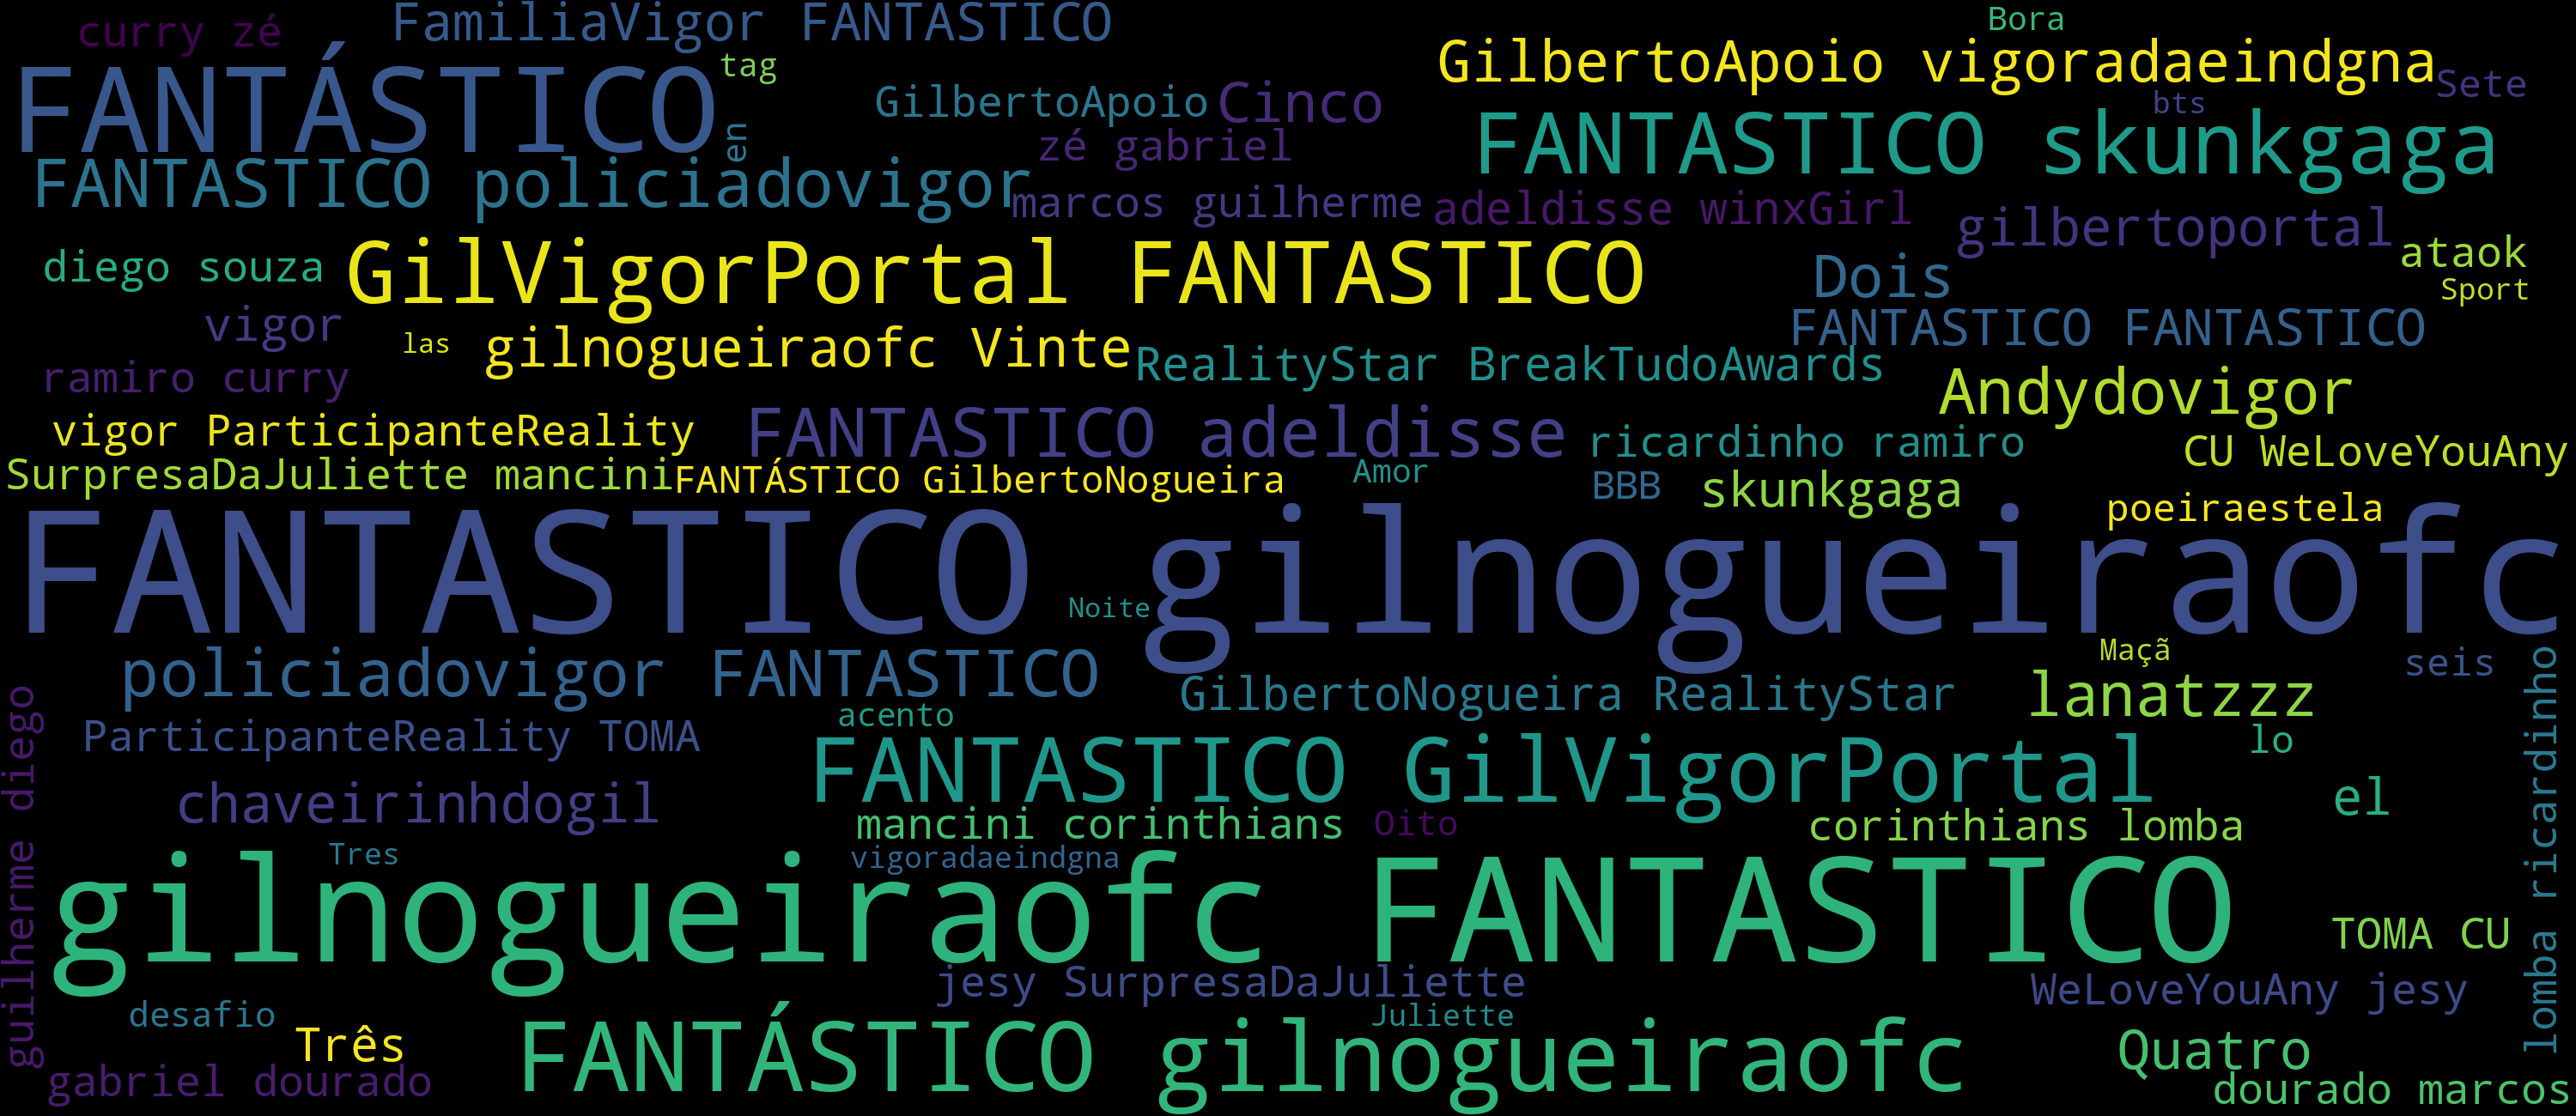 curry zé
FamiliaVigor FANTASTICO
Bora
GilbertoApoio vigoradaeindgna
FANTÁSTICO
tag
GilbertoApoio
Cinco
Sete
bts
FANTASTICO skunkgaga
en
zé gabriel
FANTASTICO policiadovigor
marcos guilherme
adeldisse winxGirl
gilbertoportal
ataok
diego souza
GilVigorPortal FANTASTICO
Dois
Sport
vigor
las
gilnogueiraofc Vinte
FANTASTICO FANTASTICO
RealityStar BreakTudoAwards
ramiro curry
Andydovigor
vigor ParticipanteReality
FANTASTICO adeldisse
ricardinho ramiro
CU WeLoveYouAny
SurpresaDaJuliette mancini
FANTÁSTICO GilbertoNogueira
Amor
BBB
skunkgaga
poeiraestela
FANTASTICO gilnogueiraofc
Noite
policiadovigor FANTASTICO
Maçã
seis
GilbertoNogueira RealityStar
lanatzzz
lomba ricardinho
guilherme diego
ParticipanteReality TOMA
acento
FANTASTICO GilVigorPortal
lo
chaveirinhdogil
el
mancini corinthians
Oito
corinthians lomba
Tres
vigoradaeindgna
gilnogueiraofc FANTASTICO
TOMA CU
jesy SurpresaDaJuliette
WeLoveYouAny jesy
desafio
Juliette
Três
FANTÁSTICO gilnogueiraofc
Quatro
gabriel dourado
dourado marcos